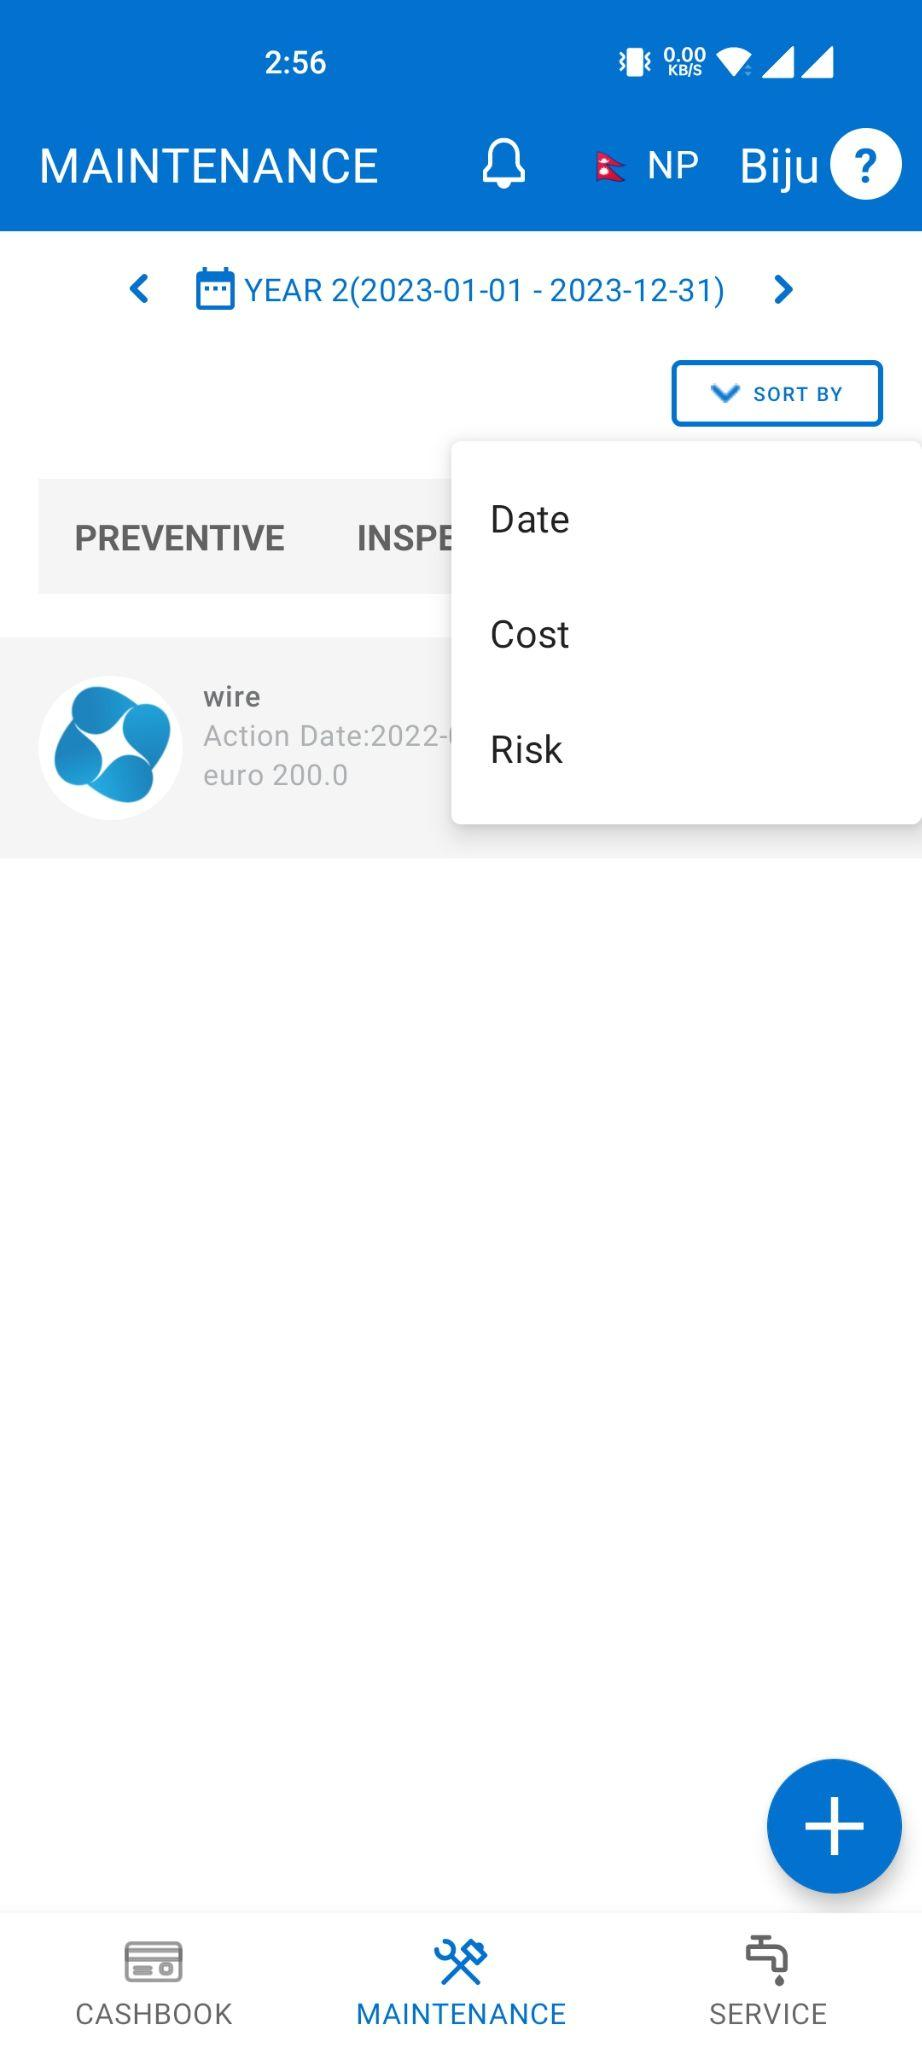 2:56
0.00
KB/S
MAINTENANCE
NP
Biju
?
YEAR 2(2023-01-01 - 2023-12-31)
SORT BY
Date
Cost
Risk
PREVENTIVE
INSPE
wire
Action Date:2022-
euro 200.0
CASHBOOK
MAINTENANCE
SERVICE